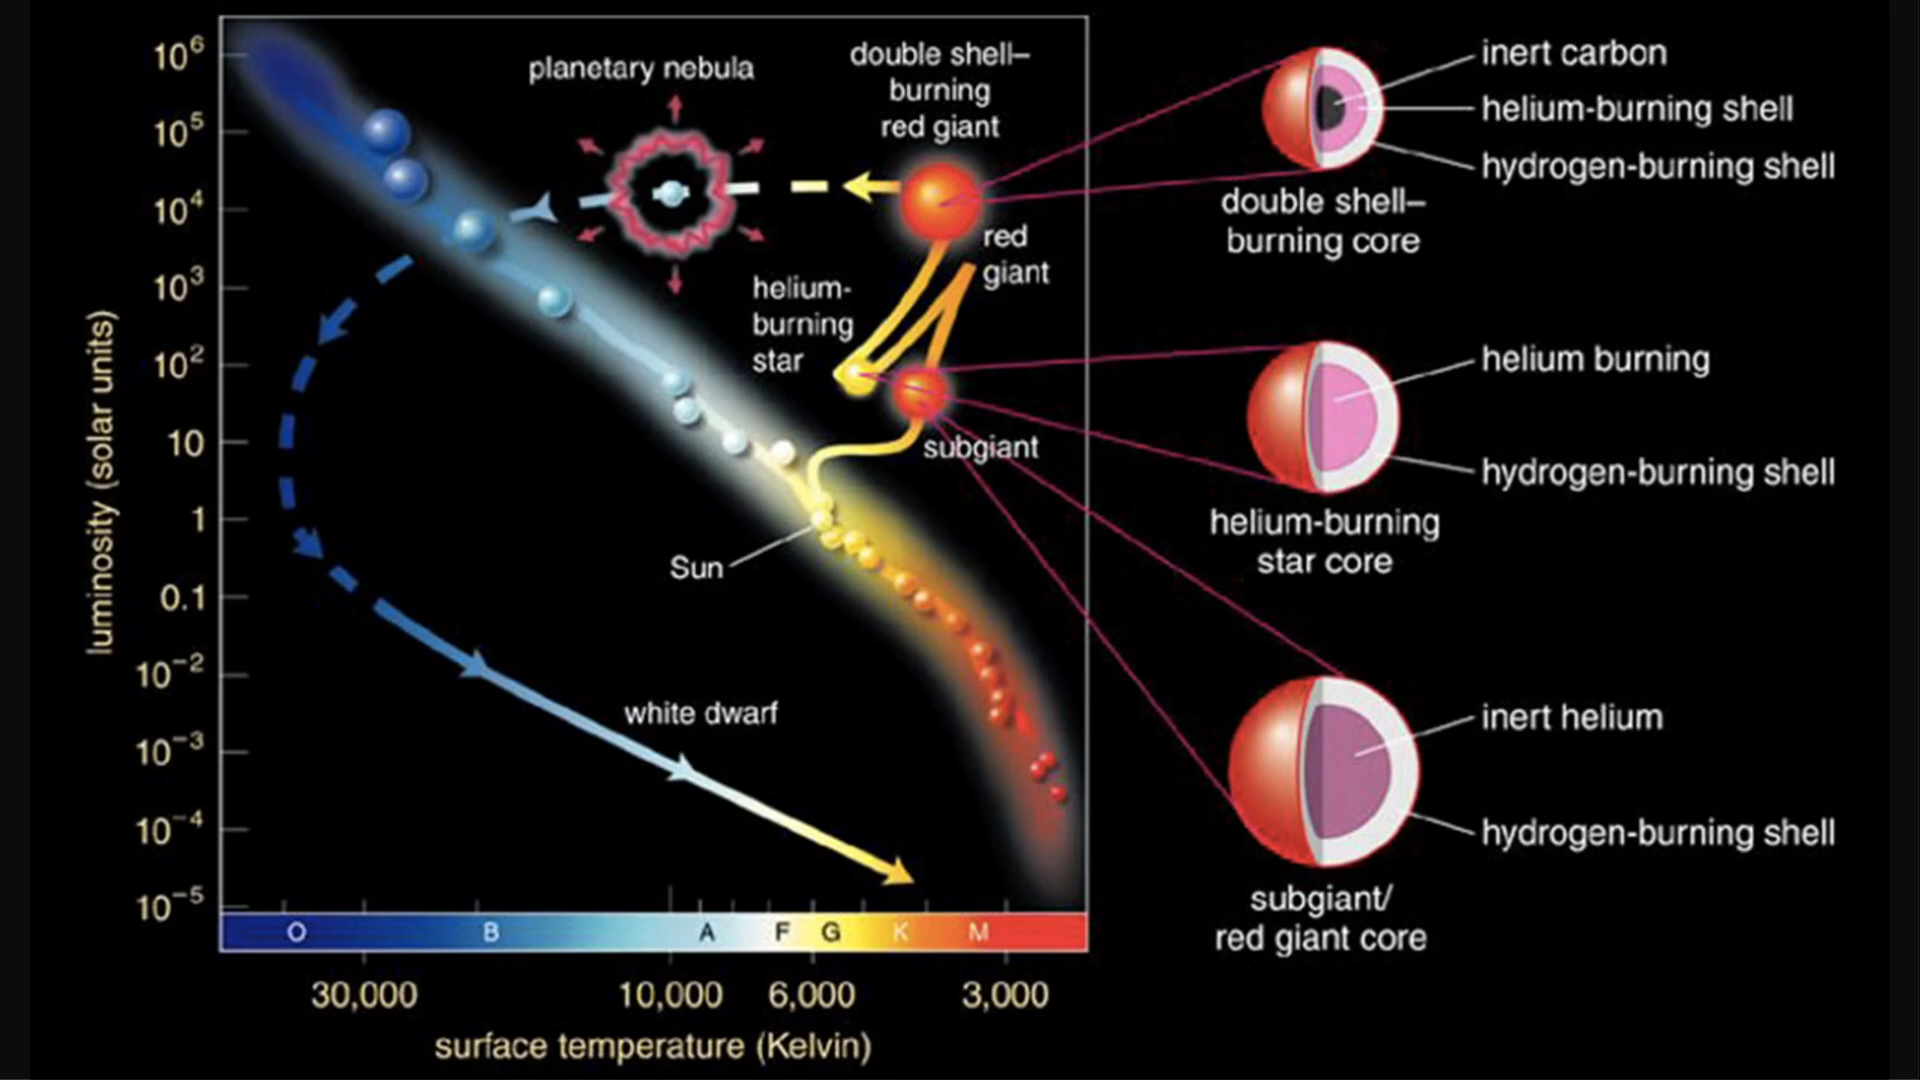 10⁶
10⁵
10⁴
10³
10²
10
1
0.1
10⁻²
10⁻³
10⁻⁴
10⁻⁵
luminosity (solar units)
planetary nebula
double shell–
burning
red giant
red
giant
helium-
burning
star
subgiant
Sun
white dwarf
O B A F G K M
30,000 10,000 6,000 3,000
surface temperature (Kelvin)
inert carbon
helium-burning shell
hydrogen-burning shell
double shell–
burning core
helium burning
hydrogen-burning shell
helium-burning
star core
inert helium
hydrogen-burning shell
subgiant/
red giant core